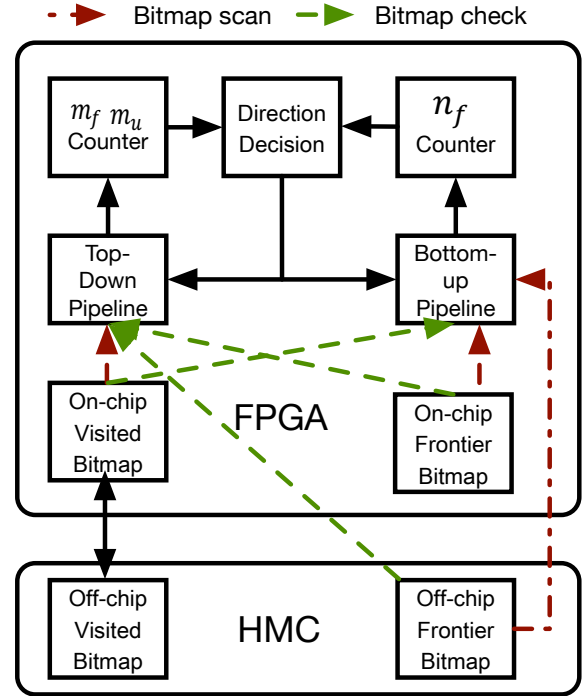 Bitmap scan
Bitmap check
m_f m_u
Counter
Direction
Decision
n_f
Counter
Top-
Down
Pipeline
Bottom-
up
Pipeline
On-chip
Visited
Bitmap
FPGA
On-chip
Frontier
Bitmap
Off-chip
Visited
Bitmap
HMC
Off-chip
Frontier
Bitmap